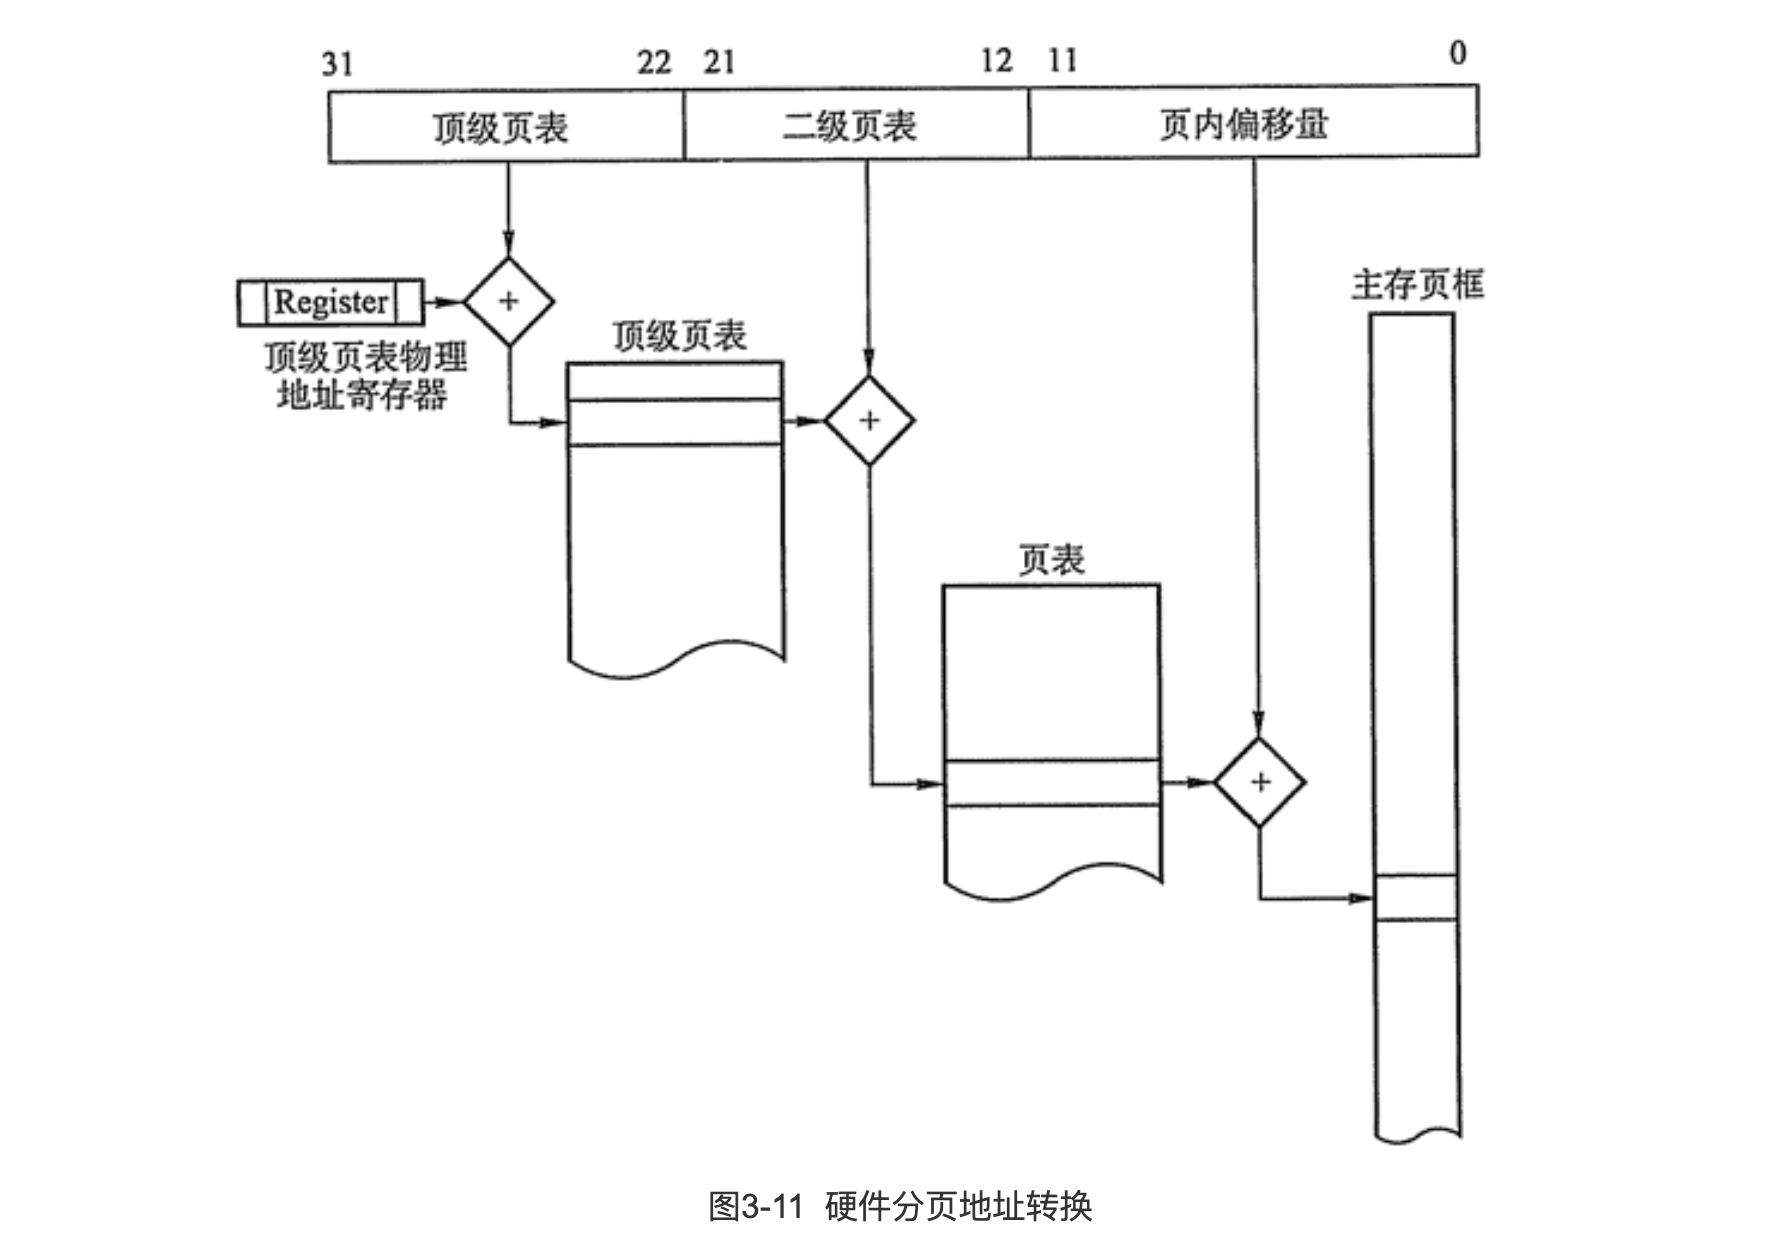 31 22 21 12 11 0
顶级页表 二级页表 页内偏移量
+
Register
顶级页表物理
地址寄存器
顶级页表
+
主存页框
页表
+
图3-11 硬件分页地址转换